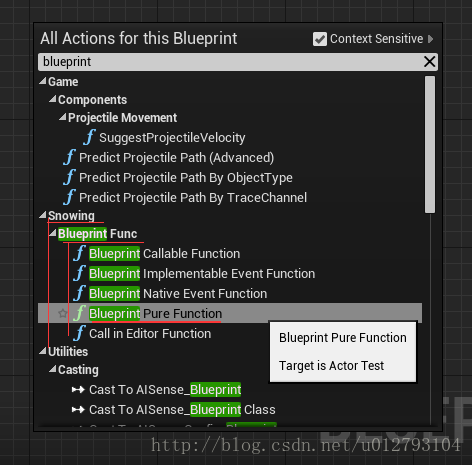 All Actions for this Blueprint
Context Sensitive
blueprint
Game
Components
Projectile Movement
SuggestProjectileVelocity
Predict Projectile Path (Advanced)
Predict Projectile Path By ObjectType
Predict Projectile Path By TraceChannel
Snowing
Blueprint Func
Blueprint Callable Function
Blueprint Implementable Event Function
Blueprint Native Event Function
Blueprint Pure Function
Call in Editor Function
Blueprint Pure Function
Target is Actor Test
Utilities
Casting
Cast To AISense_Blueprint
Cast To AISense_Blueprint Class
http://blog.csdn.net/u012793104